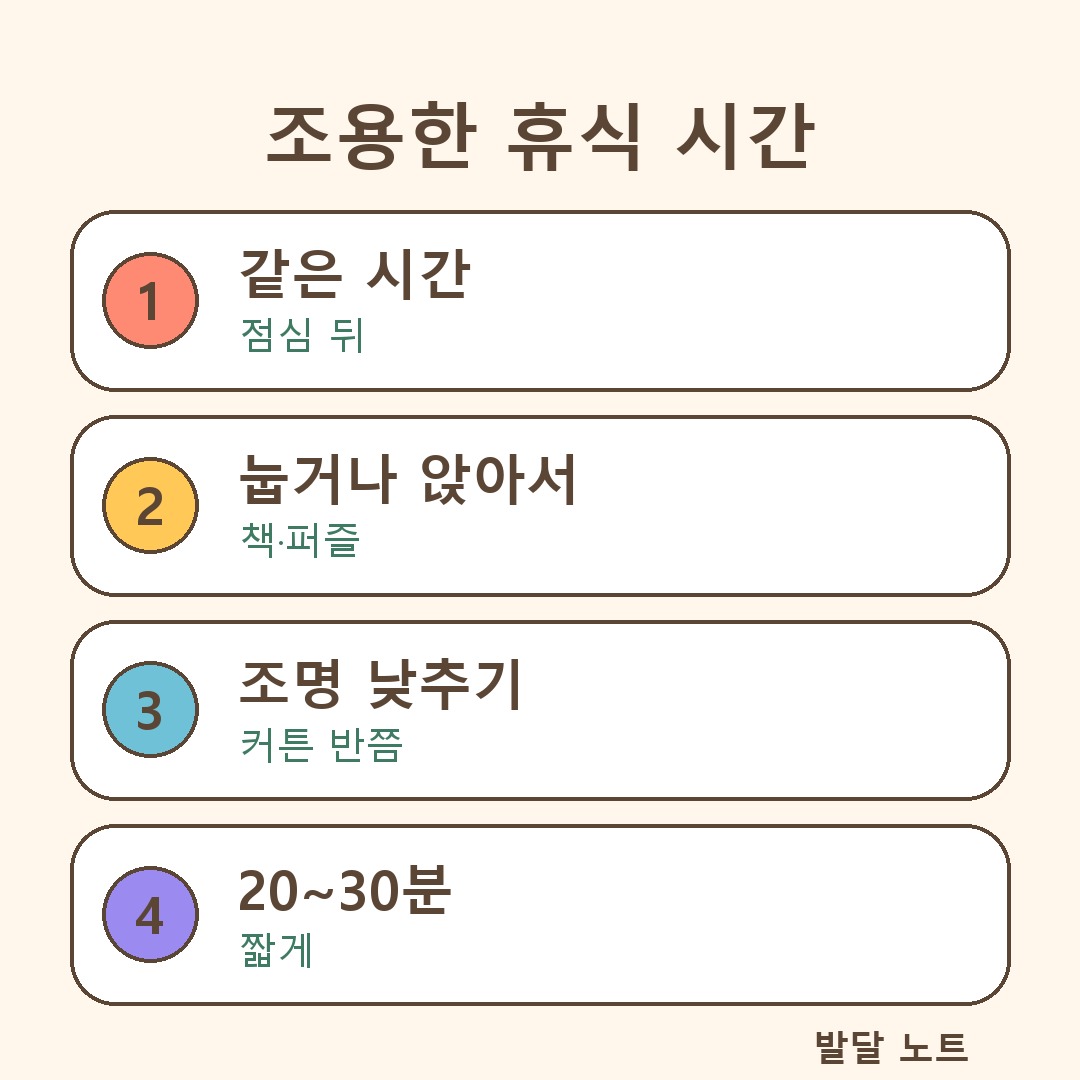 조용한 휴식 시간
1
같은 시간
점심 뒤
2
눕거나 앉아서
책·퍼즐
3
조명 낮추기
커튼 반쯤
4
20~30분
짧게
발달 노트